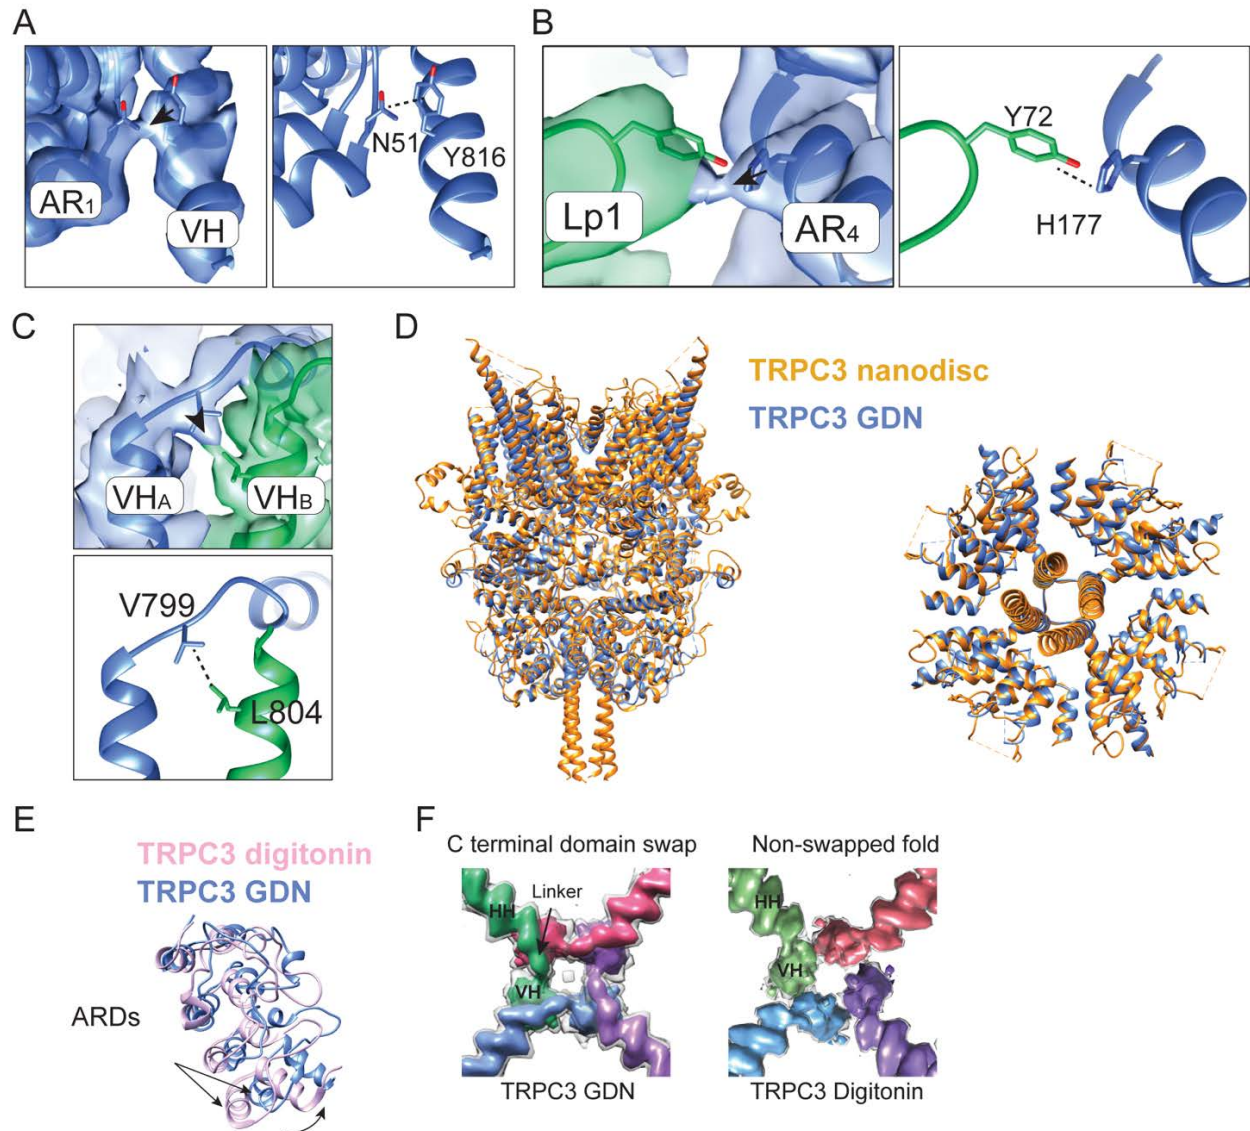 A
AR1
VH
N51
Y816
B
Lp1
AR4
Y72
H177
C
VHA
VHB
V799
L804
D
TRPC3 nanodisc
TRPC3 GDN
E
TRPC3 digitonin
TRPC3 GDN
ARDs
F
C terminal domain swap
Linker
HH
VH
TRPC3 GDN
Non-swapped fold
HH
VH
TRPC3 Digitonin